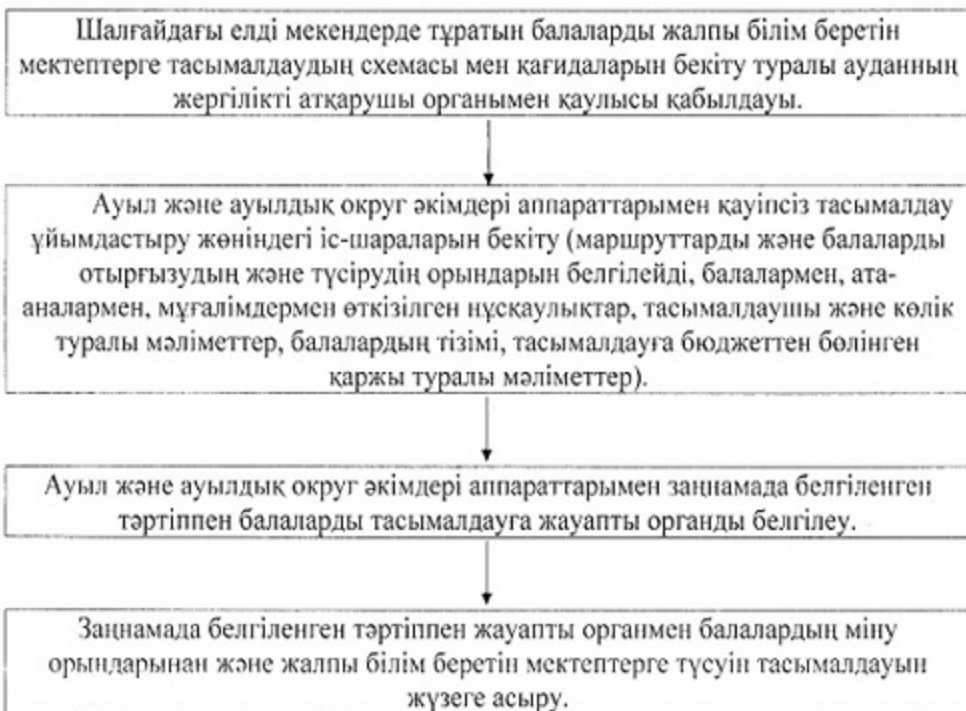 Шалғайдағы елді мекендерде тұратын балаларды жалпы білім беретін
мектептерге тасымалдаудың схемасы мен қағидаларын бекіту туралы ауданның
жергілікті атқарушы органымен қаулысы қабылдауы.
Ауыл және ауылдық округ әкімдері аппараттарымен қауіпсіз тасымалдау
ұйымдастыру жөніндегі іс-шараларын бекіту (маршруттарды және балаларды
отырғызудың және түсірудің орындарын белгілейді, балалармен, ата-
аналармен, мұғалімдермен өткізілген нұсқаулықтар, тасымалдаушы және көлік
туралы мәліметтер, балалардың тізімі, тасымалдауға бюджеттен бөлінген
қаржы туралы мәліметтер).
Ауыл және ауылдық округ әкімдері аппараттарымен заңнамада белгіленген
тәртіппен балаларды тасымалдауға жауапты органды белгілеу.
Заңнамада белгіленген тәртіппен жауапты органмен балалардың міну
орындарынан және жалпы білім беретін мектептерге түсуін тасымалдауын
жүзеге асыру.